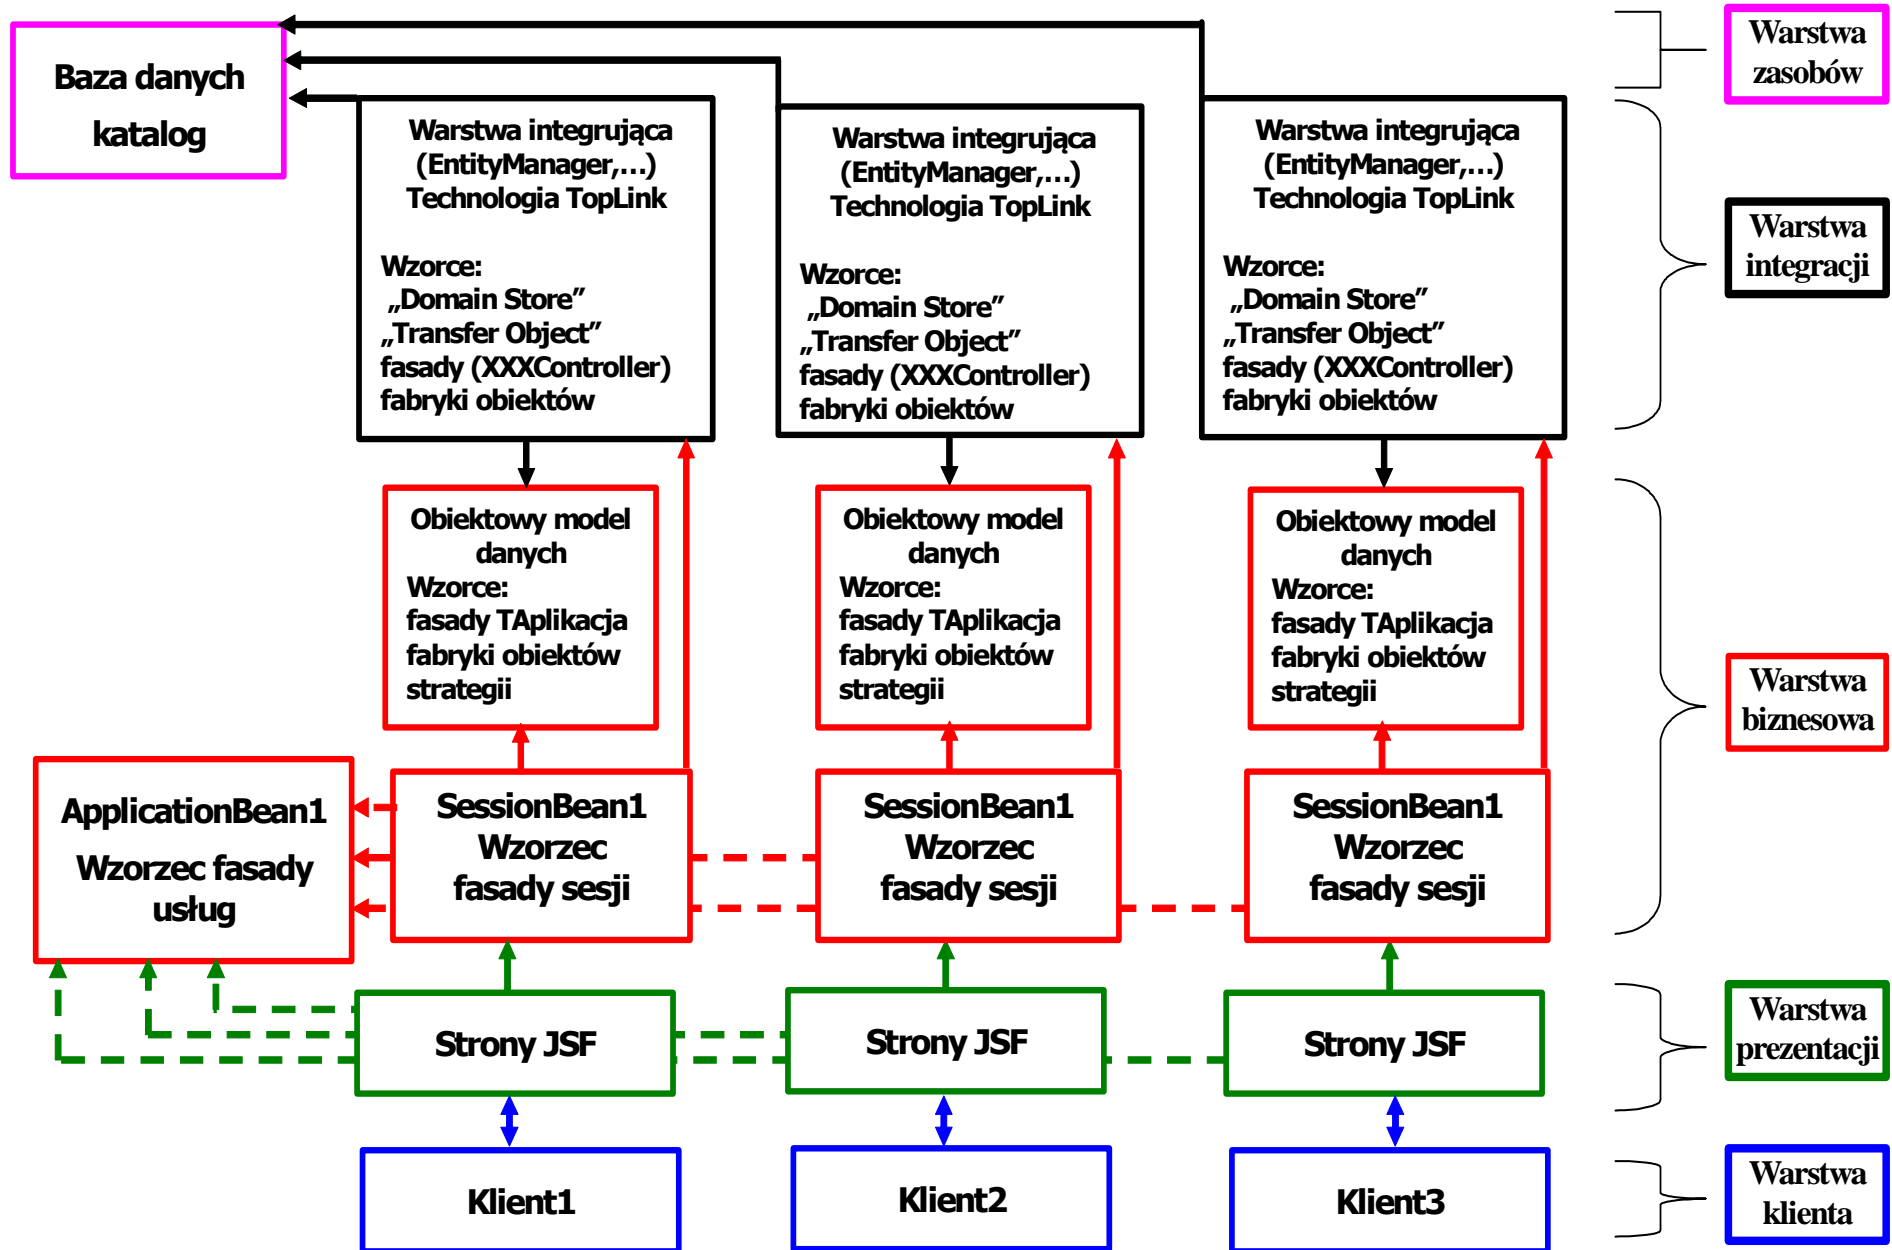 Baza danych
katalog
Warstwa integrująca
(EntityManager,…)
Technologia TopLink
Wzorce:
„Domain Store”
„Transfer Object”
fasady (XXXController)
fabryki obiektów
Warstwa integrująca
(EntityManager,…)
Technologia TopLink
Wzorce:
„Domain Store”
„Transfer Object”
fasady (XXXController)
fabryki obiektów
Warstwa integrująca
(EntityManager,…)
Technologia TopLink
Wzorce:
„Domain Store”
„Transfer Object”
fasady (XXXController)
fabryki obiektów
Warstwa
zasobów
Warstwa
integracji
Obiektowy model
danych
Wzorce:
fasady TAplikacja
fabryki obiektów
strategii
Obiektowy model
danych
Wzorce:
fasady TAplikacja
fabryki obiektów
strategii
Obiektowy model
danych
Wzorce:
fasady TAplikacja
fabryki obiektów
strategii
Warstwa
biznesowa
ApplicationBean1
Wzorzec fasady
usług
SessionBean1
Wzorzec
fasady sesji
SessionBean1
Wzorzec
fasady sesji
SessionBean1
Wzorzec
fasady sesji
Strony JSF
Strony JSF
Strony JSF
Warstwa
prezentacji
Klient1
Klient2
Klient3
Warstwa
klienta